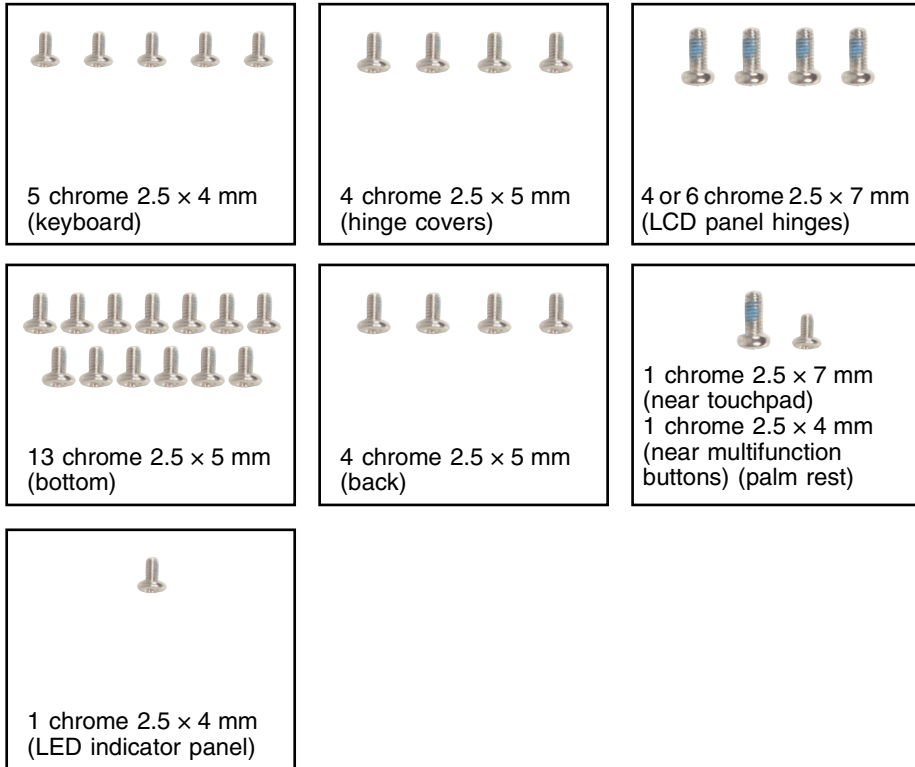 5 chrome 2.5 × 4 mm
(keyboard)
4 chrome 2.5 × 5 mm
(hinge covers)
4 or 6 chrome 2.5 × 7 mm
(LCD panel hinges)
13 chrome 2.5 × 5 mm
(bottom)
4 chrome 2.5 × 5 mm
(back)
1 chrome 2.5 × 7 mm
(near touchpad)
1 chrome 2.5 × 4 mm
(near multifunction
buttons) (palm rest)
1 chrome 2.5 × 4 mm
(LED indicator panel)